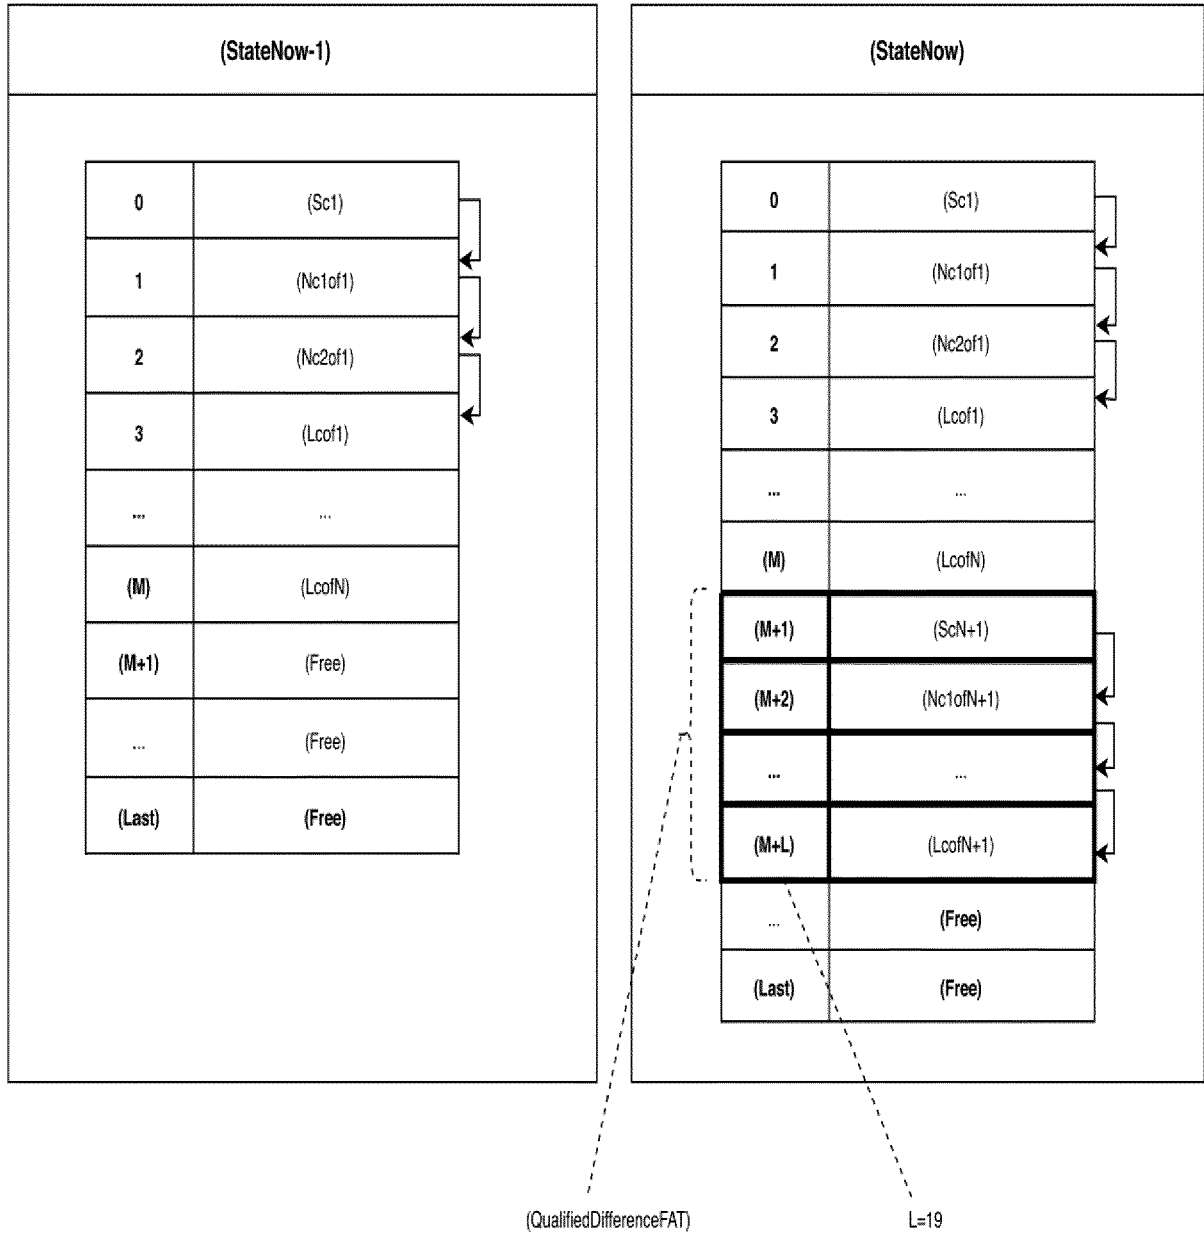 (StateNow-1)
0 (Sc1)
1 (Nc1of1)
2 (Nc2of1)
3 (Lcof1)
... ...
(M) (LcofN)
(M+1) (Free)
... (Free)
(Last) (Free)
(StateNow)
0 (Sc1)
1 (Nc1of1)
2 (Nc2of1)
3 (Lcof1)
... ...
(M) (LcofN)
(M+1) (ScN+1)
(M+2) (Nc1ofN+1)
... ...
(M+L) (LcofN+1)
... (Free)
(Last) (Free)
(QualifiedDifferenceFAT)
L=19